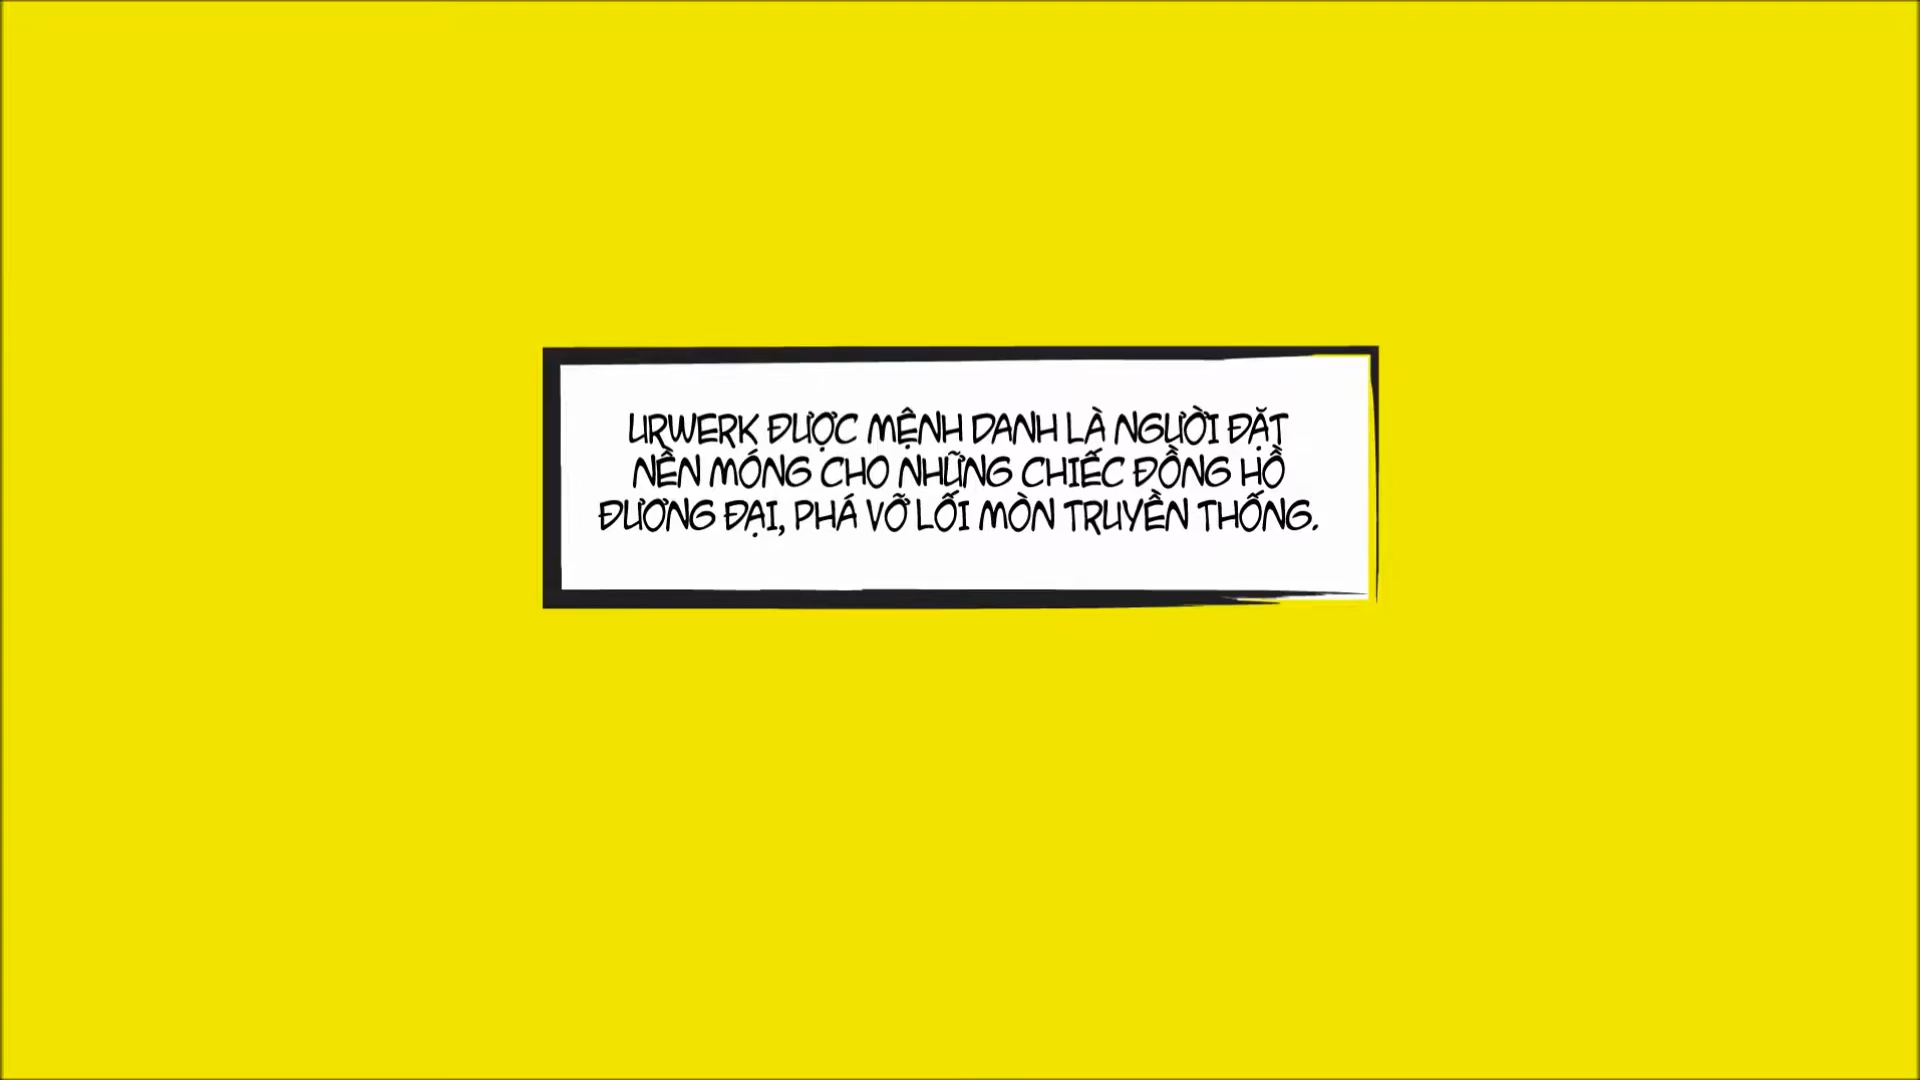 URWERK ĐƯỢC MỆNH DANH LÀ NGƯỜI ĐẶT
NỀN MÓNG CHO NHỮNG CHIẾC ĐỒNG HỒ
ĐƯƠNG ĐẠI, PHÁ VỠ LỐI MÒN TRUYỀN THỐNG.